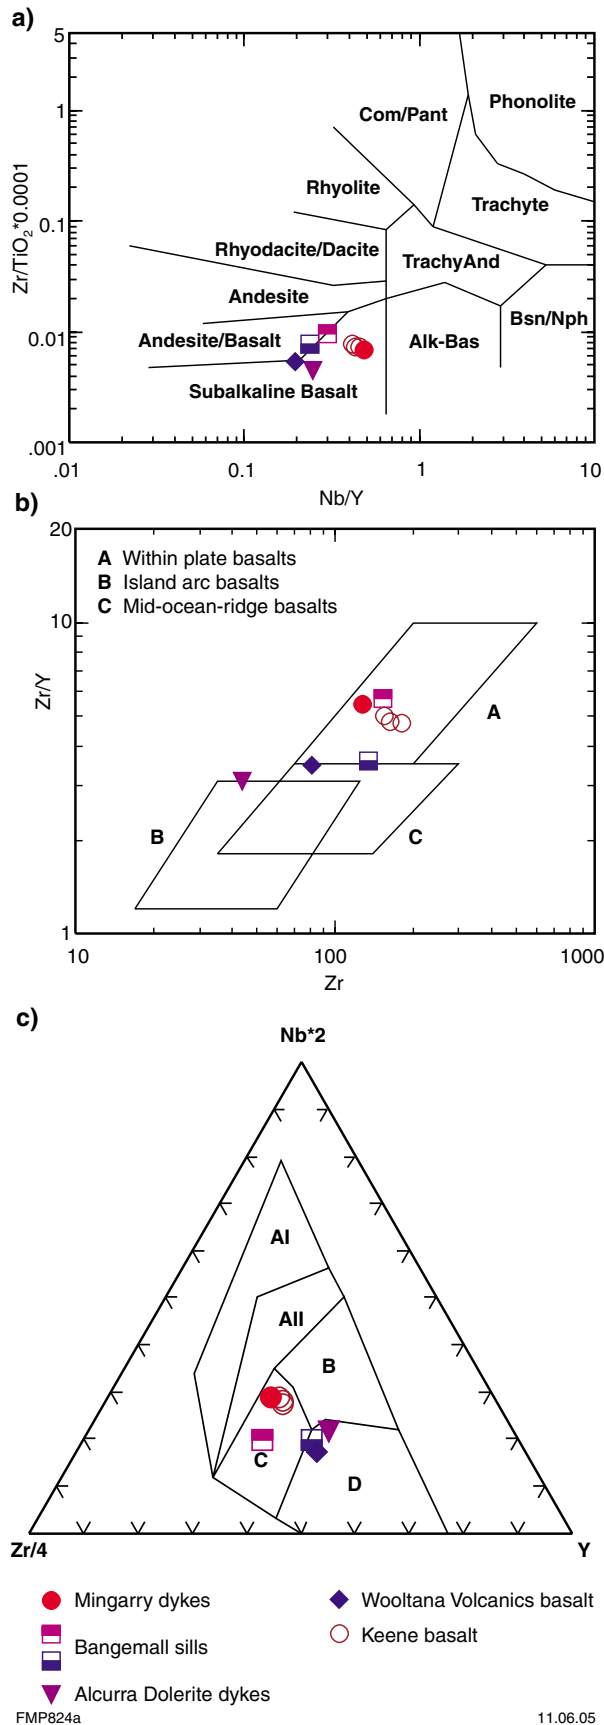 a)
5
1
0.1
0.01
.001
Zr/TiO2*0.0001
Com/Pant
Phonolite
Rhyolite
Trachyte
Rhyodacite/Dacite
TrachyAnd
Andesite
Bsn/Nph
Andesite/Basalt
Alk-Bas
Subalkaline Basalt
.01
0.1
1
10
Nb/Y
b)
20
10
1
Zr/Y
A Within plate basalts
B Island arc basalts
C Mid-ocean-ridge basalts
A
B
C
10
100
1000
Zr
c)
Nb*2
AI
AII
B
C
D
Zr/4
Y
Mingarry dykes
Wooltana Volcanics basalt
Bangemall sills
Keene basalt
Alcurra Dolerite dykes
FMP824a
11.06.05